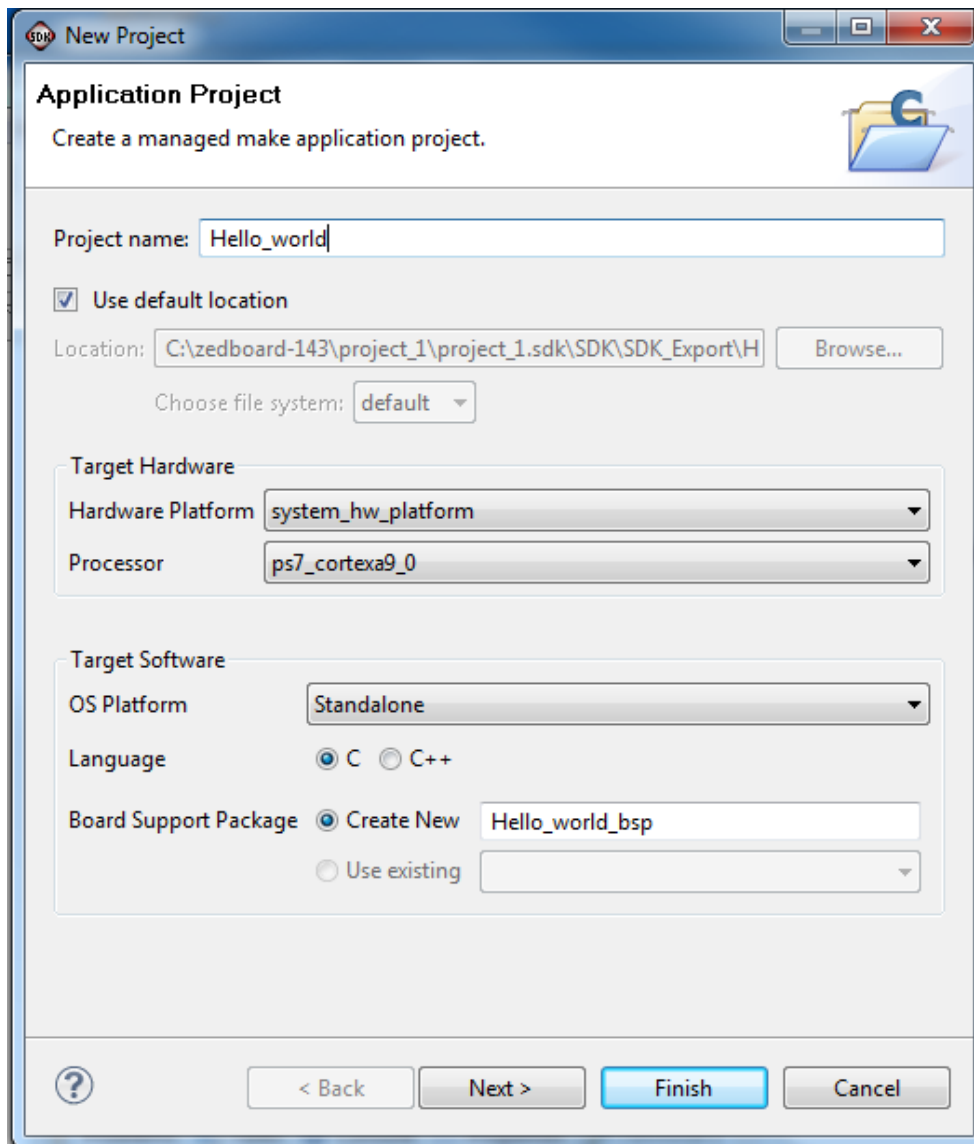 SDK New Project
Application Project
Create a managed make application project.
C
Project name: Hello_world
Use default location
Location: C:\zedboard-143\project_1\project_1.sdk\SDK\SDK_Export\H Browse...
Choose file system: default
Target Hardware
Hardware Platform system_hw_platform
Processor ps7_cortexa9_0
Target Software
OS Platform Standalone
Language C C++
Board Support Package Create New Hello_world_bsp
Use existing
? < Back Next > Finish Cancel